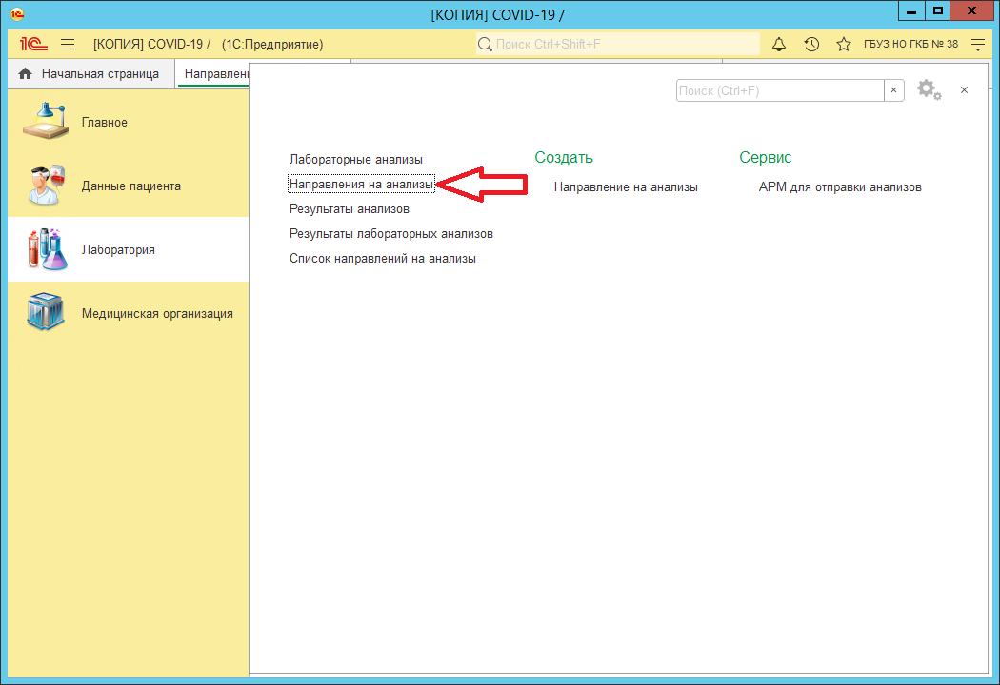 [КОПИЯ] COVID-19 /
1С [КОПИЯ] COVID-19 / (1С:Предприятие) Поиск Ctrl+Shift+F ГБУЗ НО ГКБ № 38
Начальная страница Направлен
Поиск (Ctrl+F)
Главное
Данные пациента
Лаборатория
Медицинская организация
Лабораторные анализы
Направления на анализы
Результаты анализов
Результаты лабораторных анализов
Список направлений на анализы
Создать
Направление на анализы
Сервис
АРМ для отправки анализов